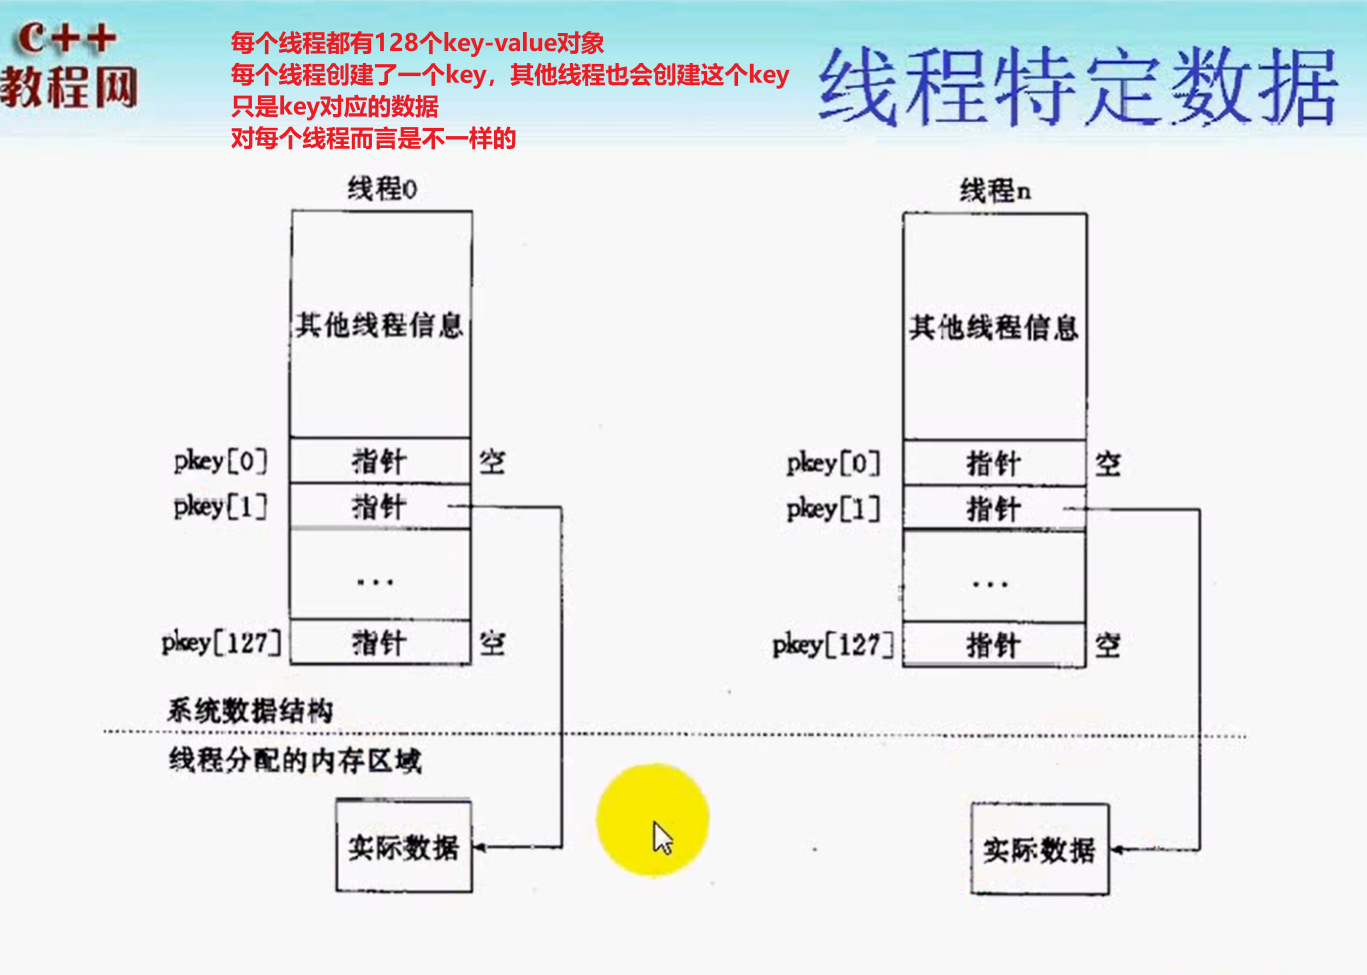 C++
教程网
每个线程都有128个key-value对象
每个线程创建了一个key，其他线程也会创建这个key
只是key对应的数据
对每个线程而言是不一样的
线程特定数据
线程0
其他线程信息
pkey[0] 指针 空
pkey[1] 指针
...
pkey[127] 指针 空
线程n
其他线程信息
pkey[0] 指针 空
pkey[1] 指针
...
pkey[127] 指针 空
系统数据结构
线程分配的内存区域
实际数据
实际数据